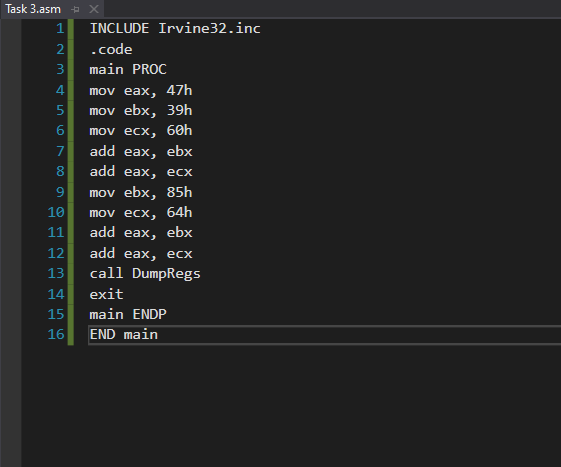 Task 3.asm
1 INCLUDE Irvine32.inc
2 .code
3 main PROC
4 mov eax, 47h
5 mov ebx, 39h
6 mov ecx, 60h
7 add eax, ebx
8 add eax, ecx
9 mov ebx, 85h
10 mov ecx, 64h
11 add eax, ebx
12 add eax, ecx
13 call DumpRegs
14 exit
15 main ENDP
16 END main